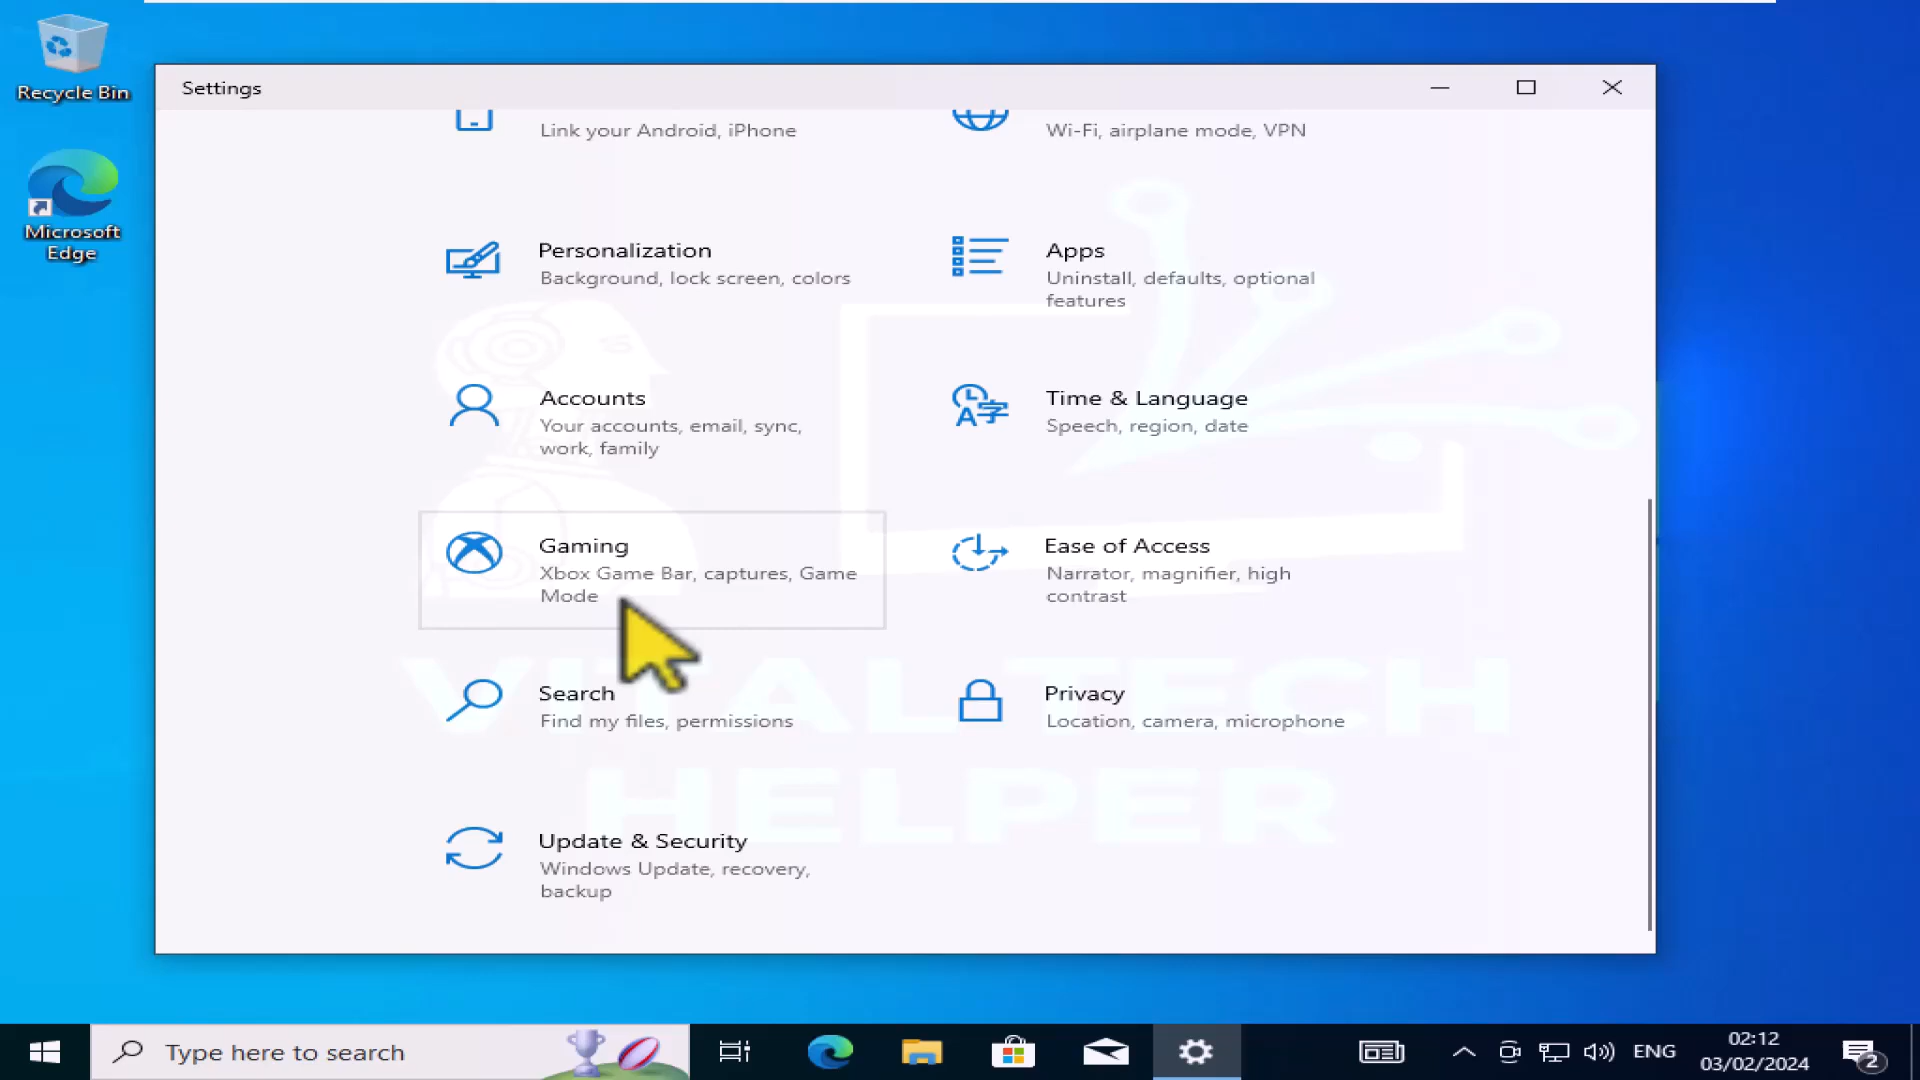 Recycle Bin
Microsoft
Edge
Settings
Link your Android, iPhone
Wi-Fi, airplane mode, VPN
Personalization
Background, lock screen, colors
Apps
Uninstall, defaults, optional
features
Accounts
Your accounts, email, sync,
work, family
Time & Language
Speech, region, date
Gaming
Xbox Game Bar, captures, Game
Mode
Ease of Access
Narrator, magnifier, high
contrast
Search
Find my files, permissions
Privacy
Location, camera, microphone
VITAL TECH
HELPER
Update & Security
Windows Update, recovery,
backup
Type here to search
ENG
02:12
03/02/2024
2